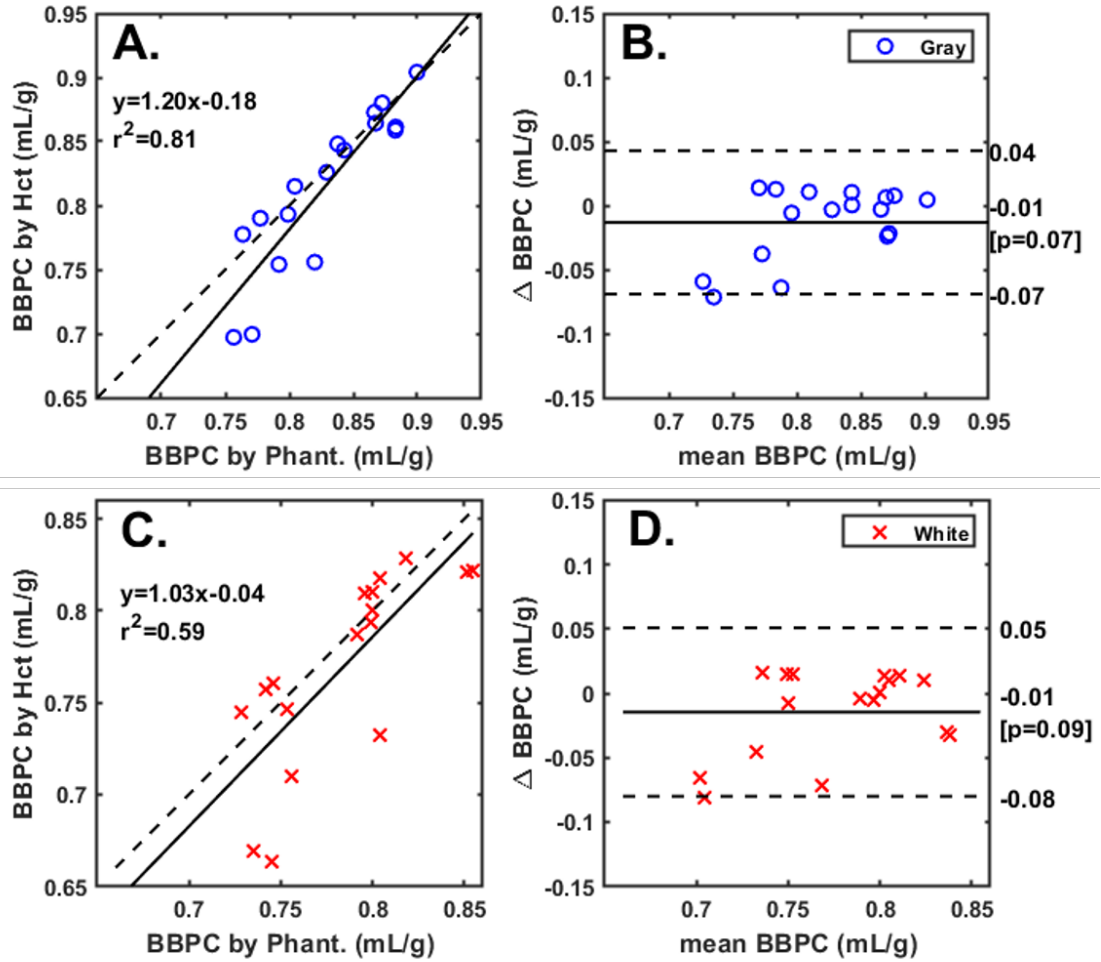 A.
y=1.20x-0.18
r²=0.81
BBPC by Hct (mL/g)
0.95
0.9
0.85
0.8
0.75
0.7
0.65
0.7
0.75
0.8
0.85
0.9
0.95
BBPC by Phant. (mL/g)
B.
Gray
Δ BBPC (mL/g)
0.15
0.1
0.05
0
-0.05
-0.1
-0.15
0.04
-0.01
[p=0.07]
-0.07
0.7
0.75
0.8
0.85
0.9
0.95
mean BBPC (mL/g)
C.
y=1.03x-0.04
r²=0.59
BBPC by Hct (mL/g)
0.85
0.8
0.75
0.7
0.65
0.7
0.75
0.8
0.85
BBPC by Phant. (mL/g)
D.
White
Δ BBPC (mL/g)
0.15
0.1
0.05
0
-0.05
-0.1
-0.15
0.05
-0.01
[p=0.09]
-0.08
0.7
0.75
0.8
0.85
mean BBPC (mL/g)